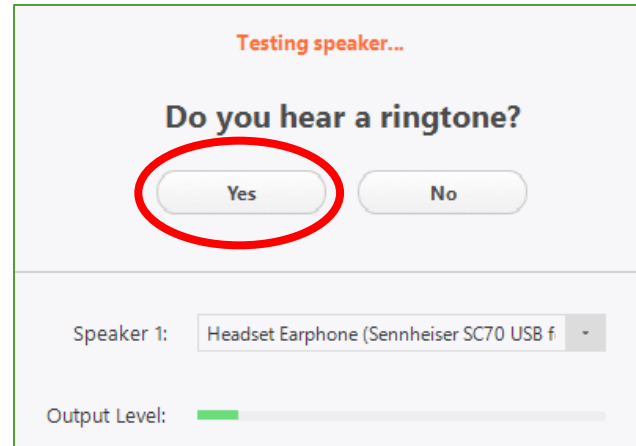 Testing speaker...
Do you hear a ringtone?
Yes No
Speaker 1: Headset Earphone (Sennheiser SC70 USB f
Output Level: